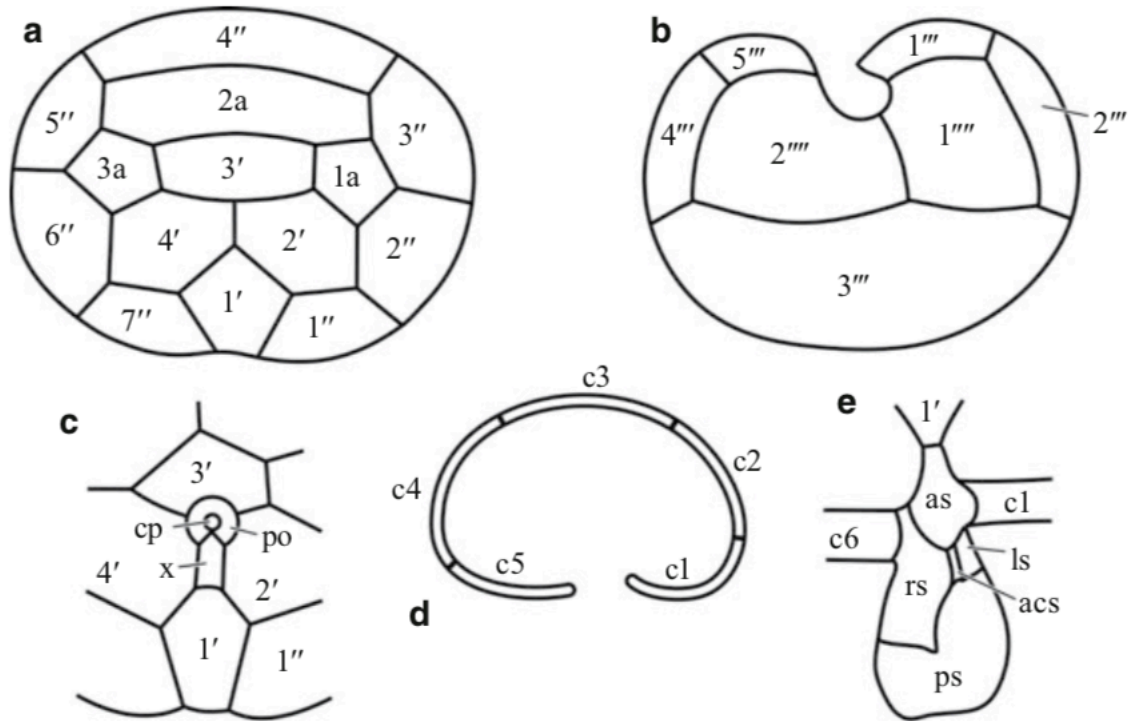 a
4″
2a
5″
3″
3a
3′
1a
6″
4′
2′
2″
1′
7″
1″
b
5‴
1‴
4‴
2⁗
1⁗
2‴
3‴
c
3′
cp
po
x
4′
2′
1′
1″
d
c3
c4
c2
c5
c1
e
1′
as
c1
c6
ls
rs
acs
ps